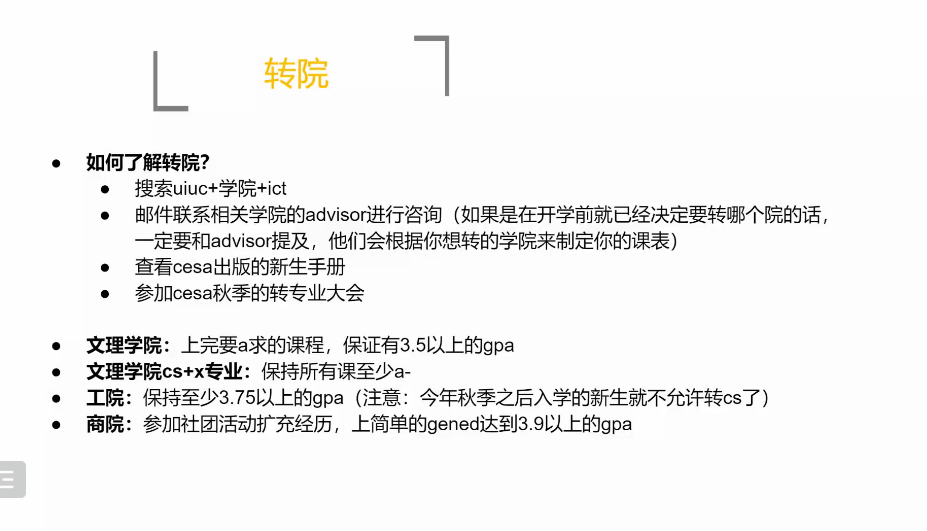 转院
如何了解转院？
搜索uiuc+学院+ict
邮件联系相关学院的advisor进行咨询（如果是在开学前就已经决定要转哪个院的话，
一定要和advisor提及，他们会根据你想转的学院来制定你的课表）
查看cesa出版的新生手册
参加cesa秋季的转专业大会
文理学院：上完要a求的课程，保证有3.5以上的gpa
文理学院cs+x专业：保持所有课至少a-
工院：保持至少3.75以上的gpa（注意：今年秋季之后入学的新生就不允许转cs了）
商院：参加社团活动扩充经历，上简单的gened达到3.9以上的gpa